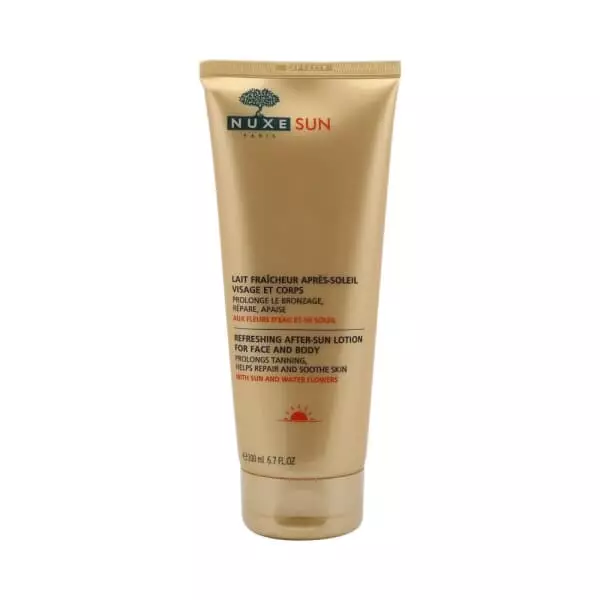 NUXE SUN
PARIS
LAIT FRAÎCHEUR APRÈS-SOLEIL
VISAGE ET CORPS
PROLONGE LE BRONZAGE,
RÉPARE, APAISE
AUX FLEURS D'EAU ET DE SOLEIL
REFRESHING AFTER-SUN LOTION
FOR FACE AND BODY
PROLONGS TANNING,
HELPS REPAIR AND SOOTHE SKIN
WITH SUN AND WATER FLOWERS
e 200 ml 6.7 FL.OZ